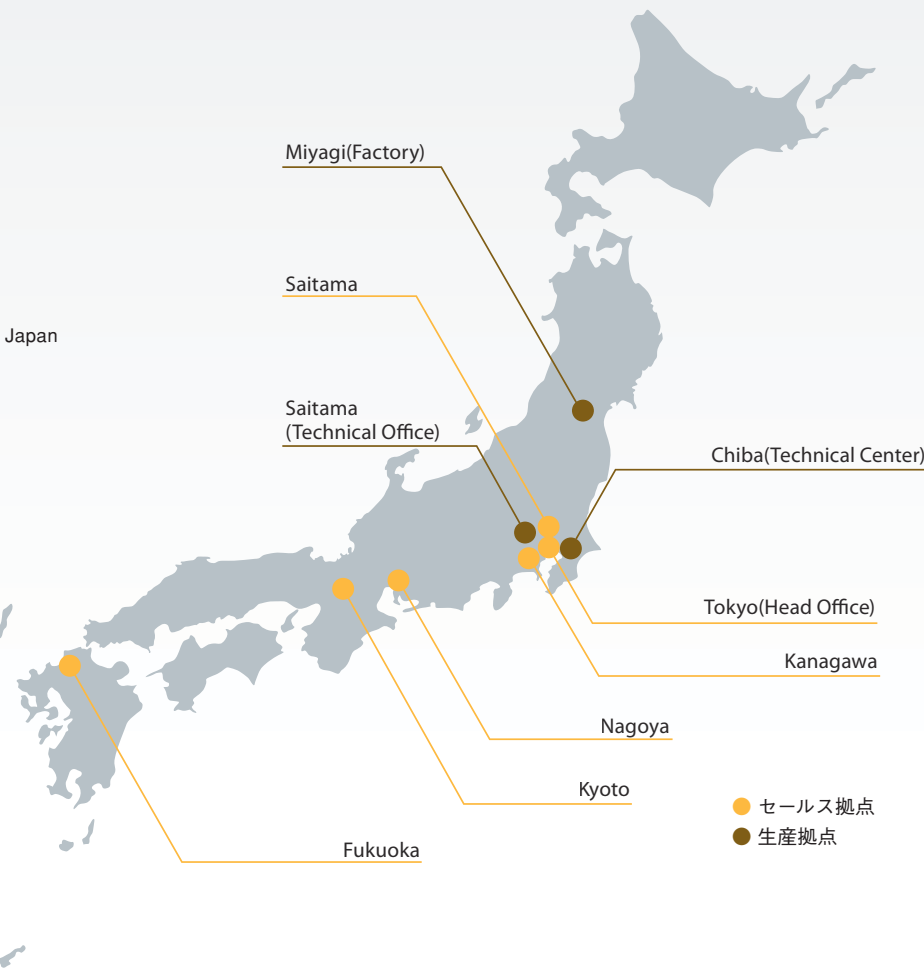 Miyagi(Factory)
Saitama
Japan
Saitama
(Technical Office)
Chiba(Technical Center)
Tokyo(Head Office)
Kanagawa
Nagoya
Kyoto
セールス拠点
生産拠点
Fukuoka